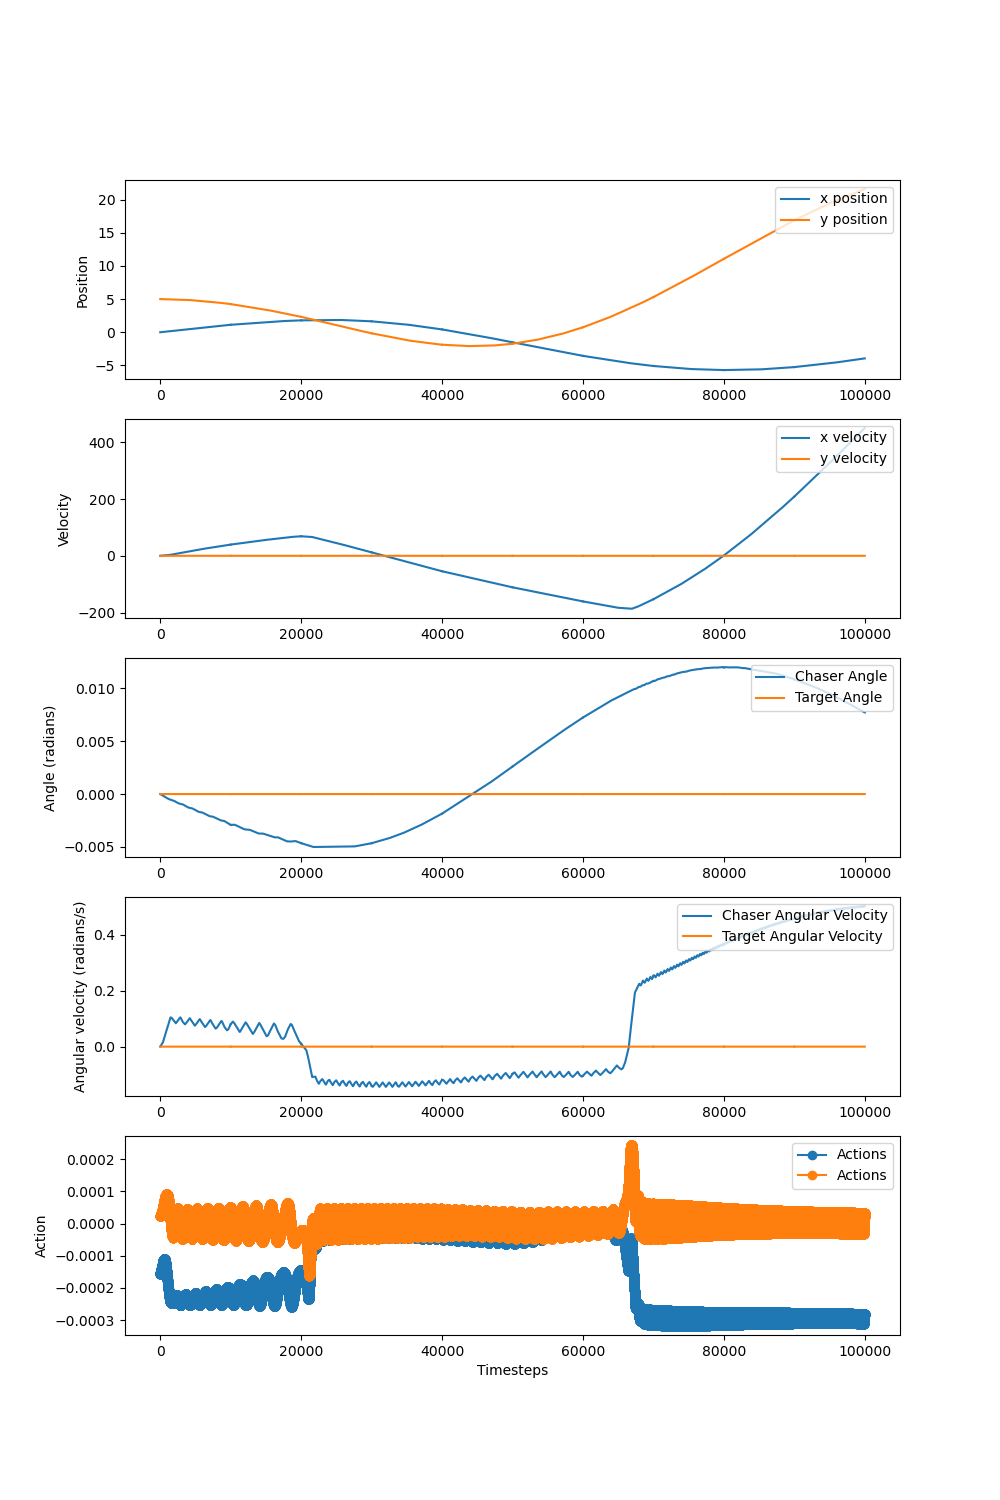 20
15
10
5
0
−5
Position
x position
y position
0 20000 40000 60000 80000 100000
400
200
0
−200
Velocity
x velocity
y velocity
0 20000 40000 60000 80000 100000
0.010
0.005
0.000
−0.005
Angle (radians)
Chaser Angle
Target Angle
0 20000 40000 60000 80000 100000
0.4
0.2
0.0
Angular velocity (radians/s)
Chaser Angular Velocity
Target Angular Velocity
0 20000 40000 60000 80000 100000
0.0002
0.0001
0.0000
−0.0001
−0.0002
−0.0003
Action
Actions
Actions
0 20000 40000 60000 80000 100000
Timesteps